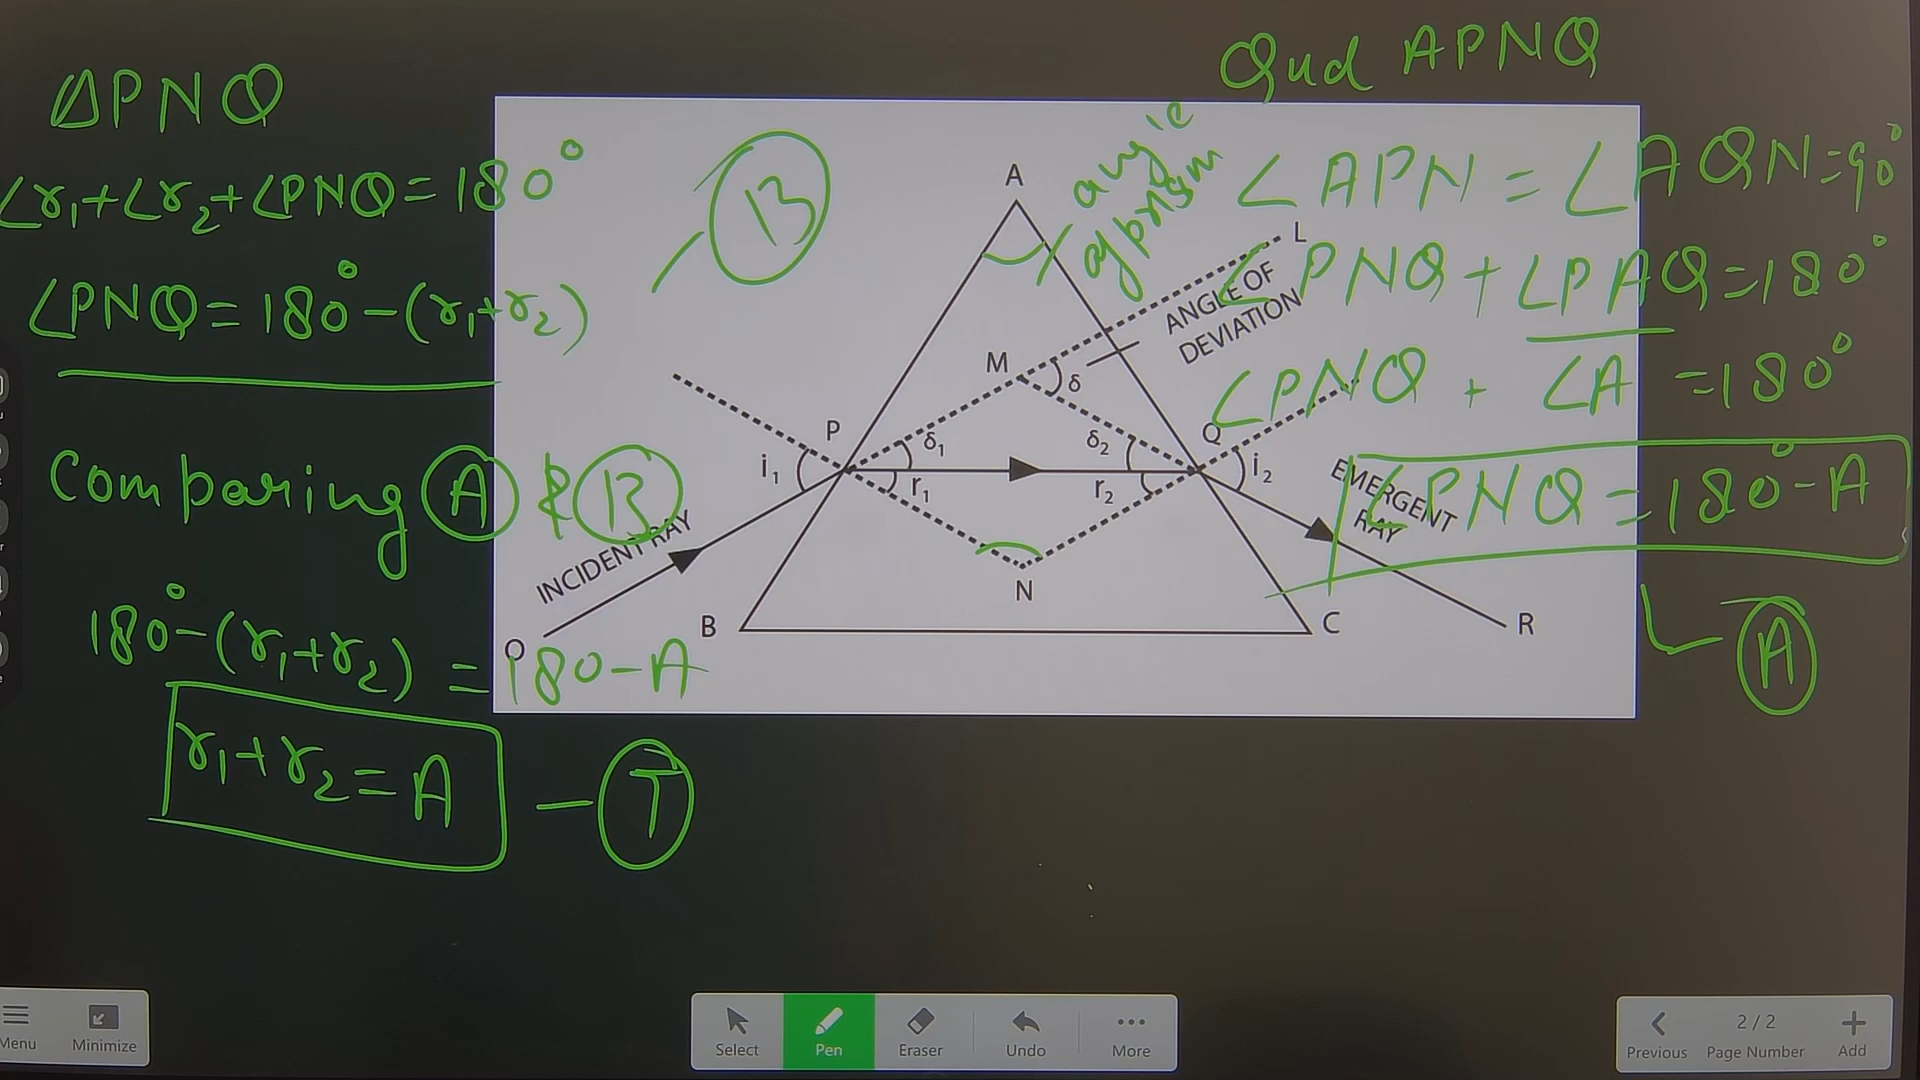 ΔPNQ
∠r₁+∠r₂+∠PNQ=180°
∠PNQ=180°-(r₁+r₂)
B
Comparing A & B
180°-(r₁+r₂) = 180-A
r₁+r₂=A
I
Qud APNQ
∠APN = ∠AQN=90°
∠PNQ + ∠PAQ=180°
∠PNQ + ∠A =180°
∠PNQ = 180°-A
A
angle
of prism
A
L
ANGLE OF
DEVIATION
M
δ
P
δ₁
δ₂
Q
i₁
r₁
r₂
i₂
INCIDENT RAY
EMERGENT
RAY
N
O
B
C
R
Menu
Minimize
Select
Pen
Eraser
Undo
More
Previous
2 / 2
Page Number
Add